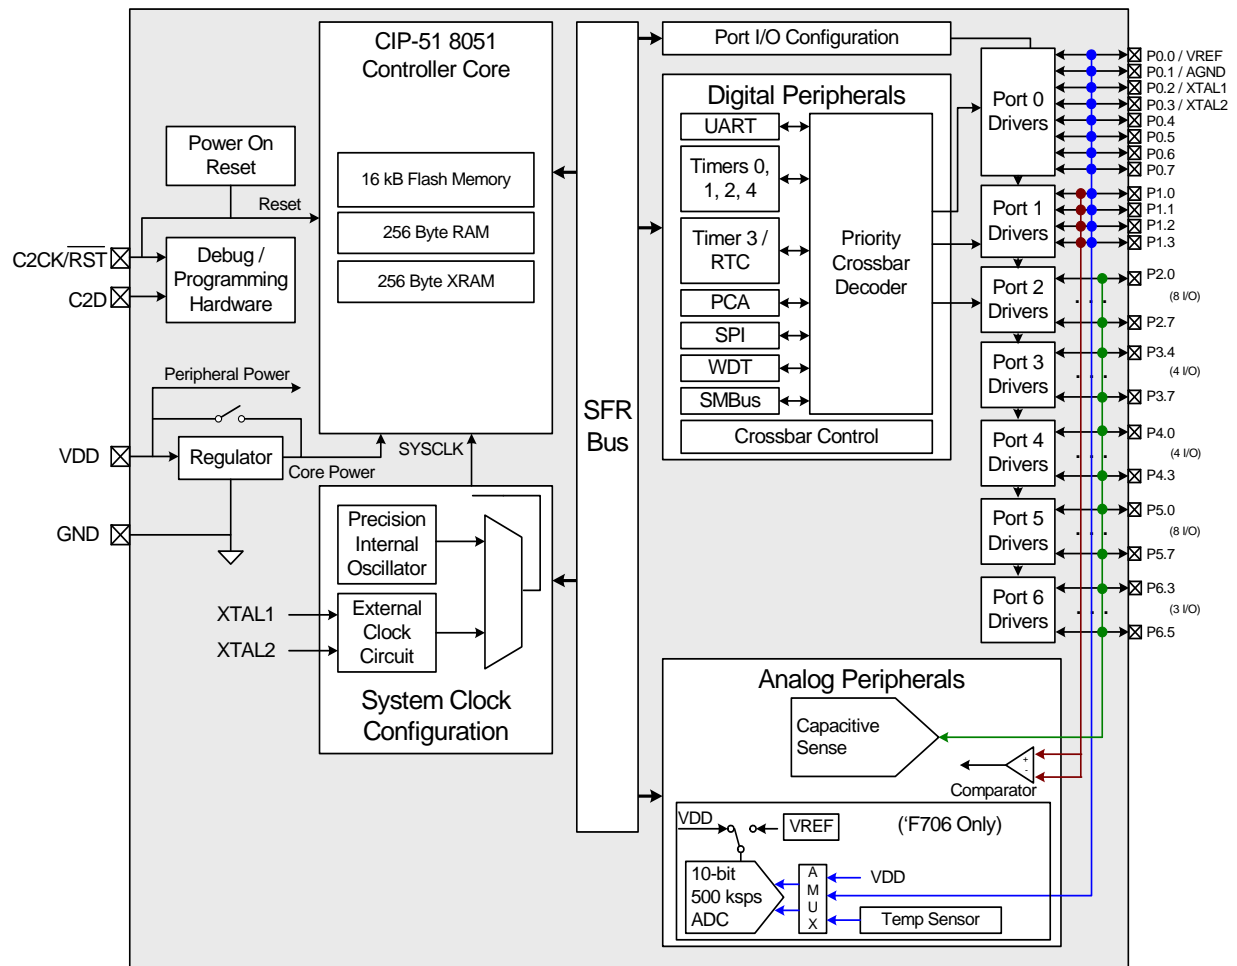 CIP-51 8051
Controller Core
16 kB Flash Memory
256 Byte RAM
256 Byte XRAM
Power On
Reset
Reset
C2CK/RST
C2D
Debug /
Programming
Hardware
Peripheral Power
VDD
Regulator
Core Power
SYSCLK
GND
Precision
Internal
Oscillator
XTAL1
XTAL2
External
Clock
Circuit
System Clock
Configuration
SFR
Bus
Port I/O Configuration
Digital Peripherals
UART
Timers 0,
1, 2, 4
Timer 3 /
RTC
PCA
SPI
WDT
SMBus
Priority
Crossbar
Decoder
Crossbar Control
Port 0
Drivers
Port 1
Drivers
Port 2
Drivers
Port 3
Drivers
Port 4
Drivers
Port 5
Drivers
Port 6
Drivers
P0.0 / VREF
P0.1 / AGND
P0.2 / XTAL1
P0.3 / XTAL2
P0.4
P0.5
P0.6
P0.7
P1.0
P1.1
P1.2
P1.3
P2.0
(8 I/O)
P2.7
P3.4
(4 I/O)
P3.7
P4.0
(4 I/O)
P4.3
P5.0
(8 I/O)
P5.7
P6.3
(3 I/O)
P6.5
Analog Peripherals
Capacitive
Sense
+
-
Comparator
VDD
VREF
('F706 Only)
10-bit
500 ksps
ADC
A
M
U
X
VDD
Temp Sensor